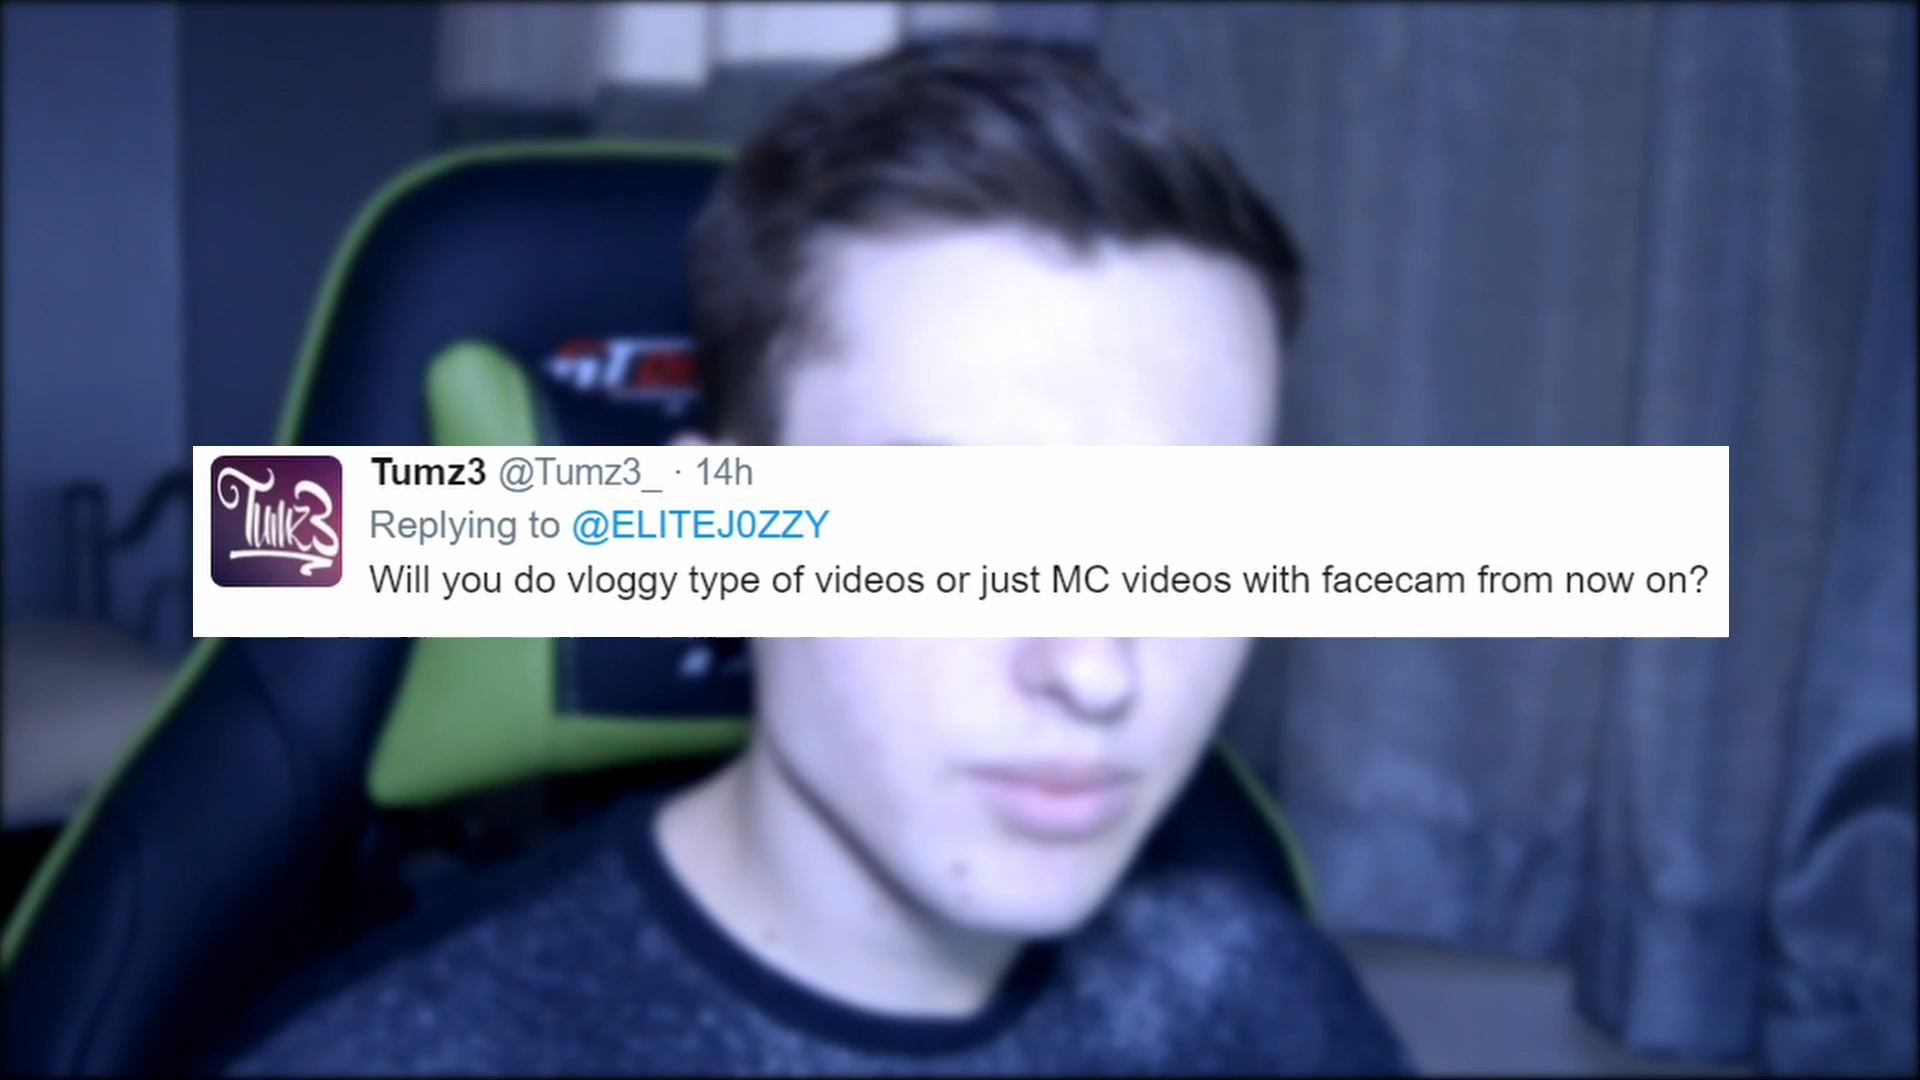 Tumz3 @Tumz3_ · 14h
Replying to @ELITEJ0ZZY
Will you do vloggy type of videos or just MC videos with facecam from now on?
Tumz3